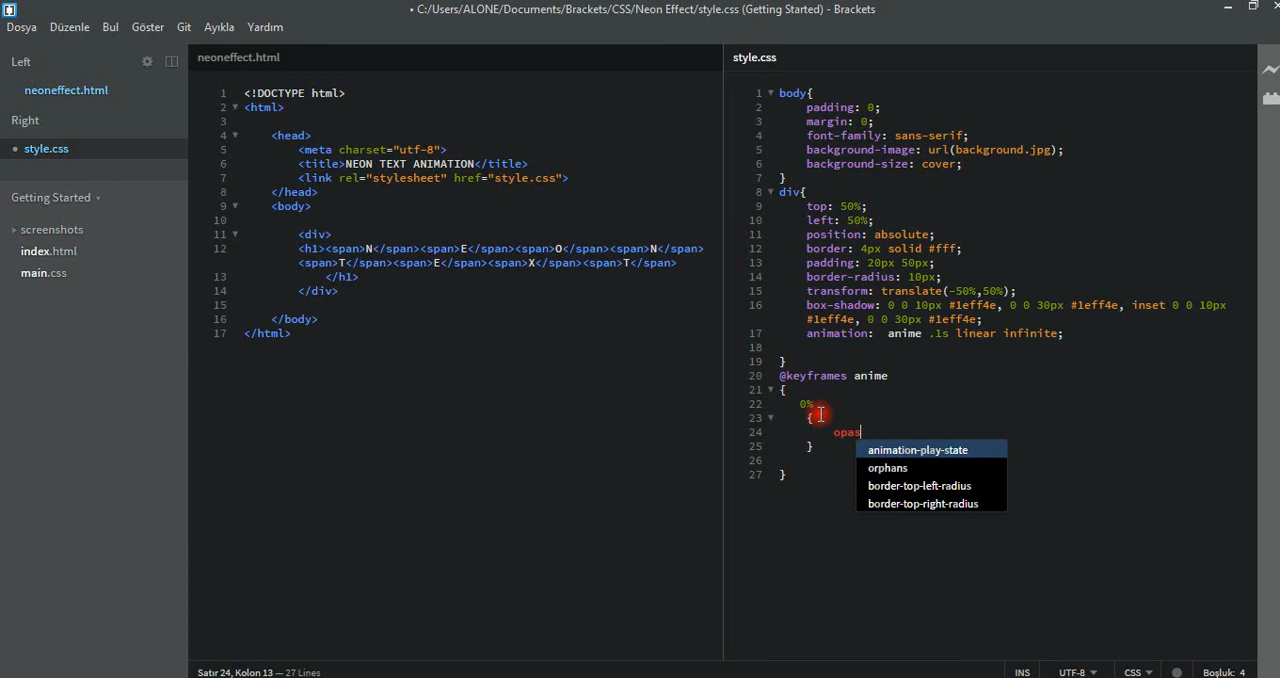 • C:/Users/ALONE/Documents/Brackets/CSS/Neon Effect/style.css (Getting Started) - Brackets
Dosya Düzenle Bul Göster Git Ayıkla Yardım
Left
neoneffect.html
Right
• style.css
Getting Started
screenshots
index.html
main.css
neoneffect.html
1 <!DOCTYPE html>
2 <html>
3
4 <head>
5 <meta charset="utf-8">
6 <title>NEON TEXT ANIMATION</title>
7 <link rel="stylesheet" href="style.css">
8 </head>
9 <body>
10
11 <div>
12 <h1><span>N</span><span>E</span><span>O</span><span>N</span>
<span>T</span><span>E</span><span>X</span><span>T</span>
13 </h1>
14 </div>
15
16 </body>
17 </html>
style.css
1 body{
2 padding: 0;
3 margin: 0;
4 font-family: sans-serif;
5 background-image: url(background.jpg);
6 background-size: cover;
7 }
8 div{
9 top: 50%;
10 left: 50%;
11 position: absolute;
12 border: 4px solid #fff;
13 padding: 20px 50px;
14 border-radius: 10px;
15 transform: translate(-50%,50%);
16 box-shadow: 0 0 10px #1eff4e, 0 0 30px #1eff4e, inset 0 0 10px
#1eff4e, 0 0 30px #1eff4e;
17 animation: anime .1s linear infinite;
18
19 }
20 @keyframes anime
21 {
22 0%
23 {
24 opas
25 }
26
27 }
animation-play-state
orphans
border-top-left-radius
border-top-right-radius
Satır 24, Kolon 13 — 27 Lines
INS UTF-8 CSS Boşluk: 4